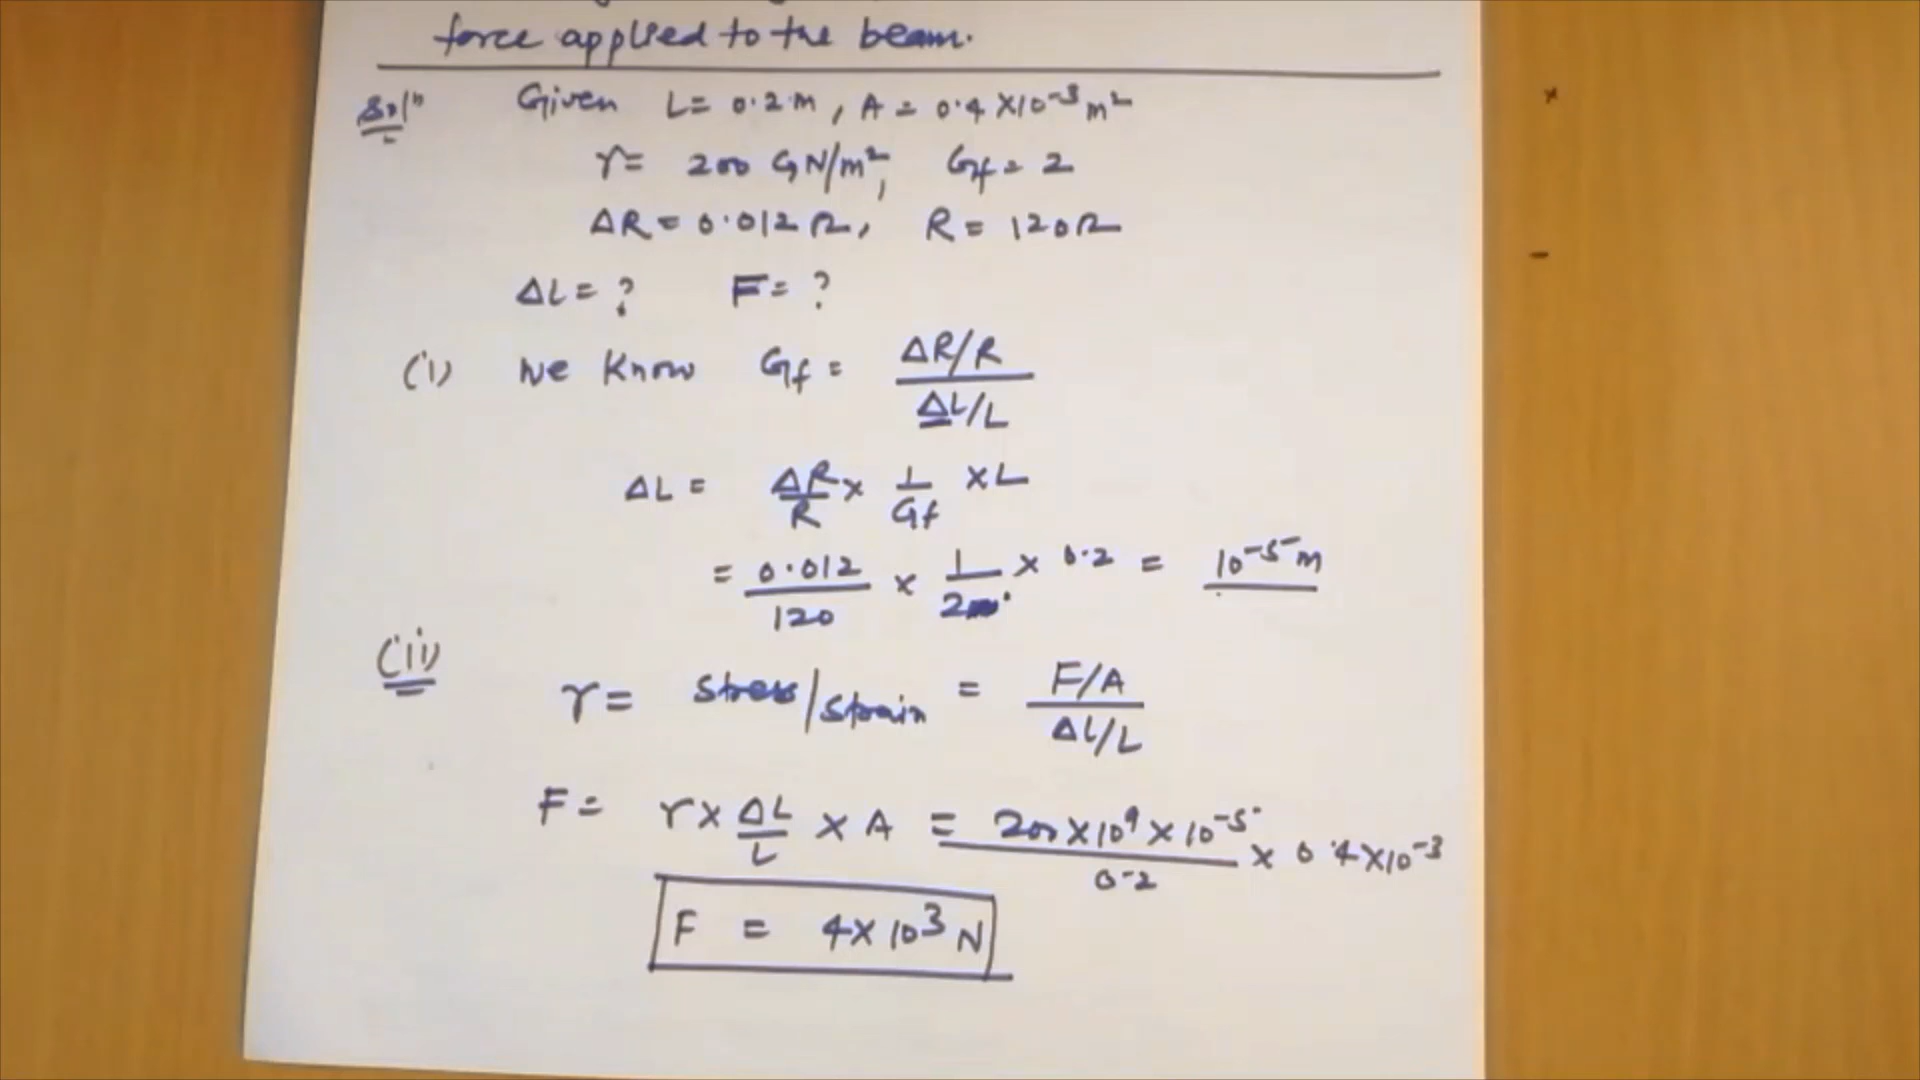 force applied to the beam.
Solⁿ Given L = 0.2 m, A = 0.4 × 10⁻³ m²
γ = 200 GN/m², Gf = 2
ΔR = 0.012 Ω, R = 120 Ω
ΔL = ? F = ?
(i) We Know Gf = (ΔR/R) / (ΔL/L)
ΔL = ΔR/R × 1/Gf × L
= 0.012/120 × 1/2 × 0.2 = 10⁻⁵ m
(ii) γ = Stress/Strain = (F/A) / (ΔL/L)
F = γ × ΔL/L × A = (200 × 10⁹ × 10⁻⁵)/0.2 × 0.4 × 10⁻³
F = 4 × 10³ N